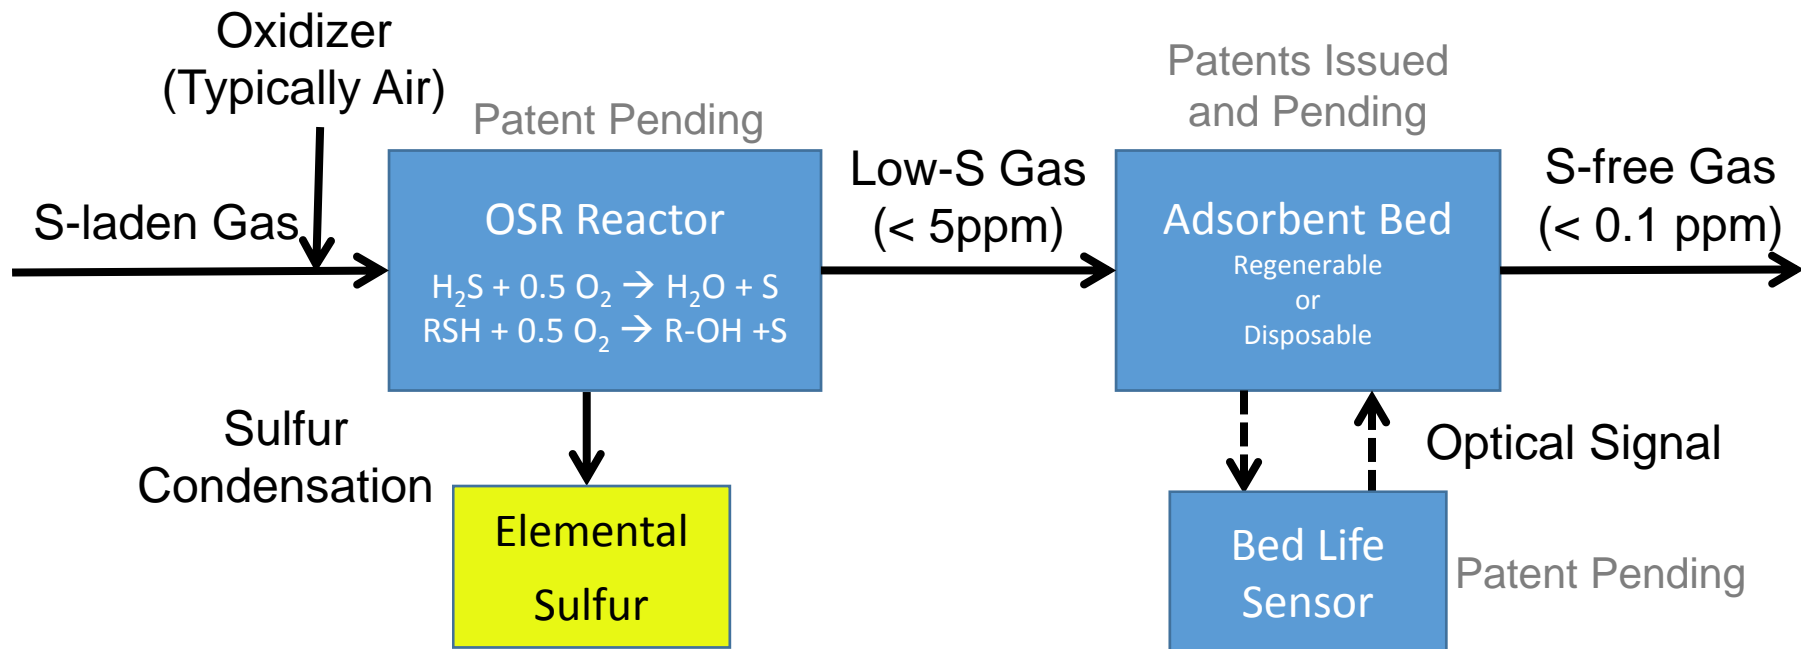 Oxidizer
(Typically Air)
S-laden Gas
Patent Pending
OSR Reactor
H₂S + 0.5 O₂ → H₂O + S
RSH + 0.5 O₂ → R-OH +S
Sulfur
Condensation
Elemental
Sulfur
Low-S Gas
(< 5ppm)
Patents Issued
and Pending
Adsorbent Bed
Regenerable
or
Disposable
S-free Gas
(< 0.1 ppm)
Optical Signal
Bed Life
Sensor
Patent Pending